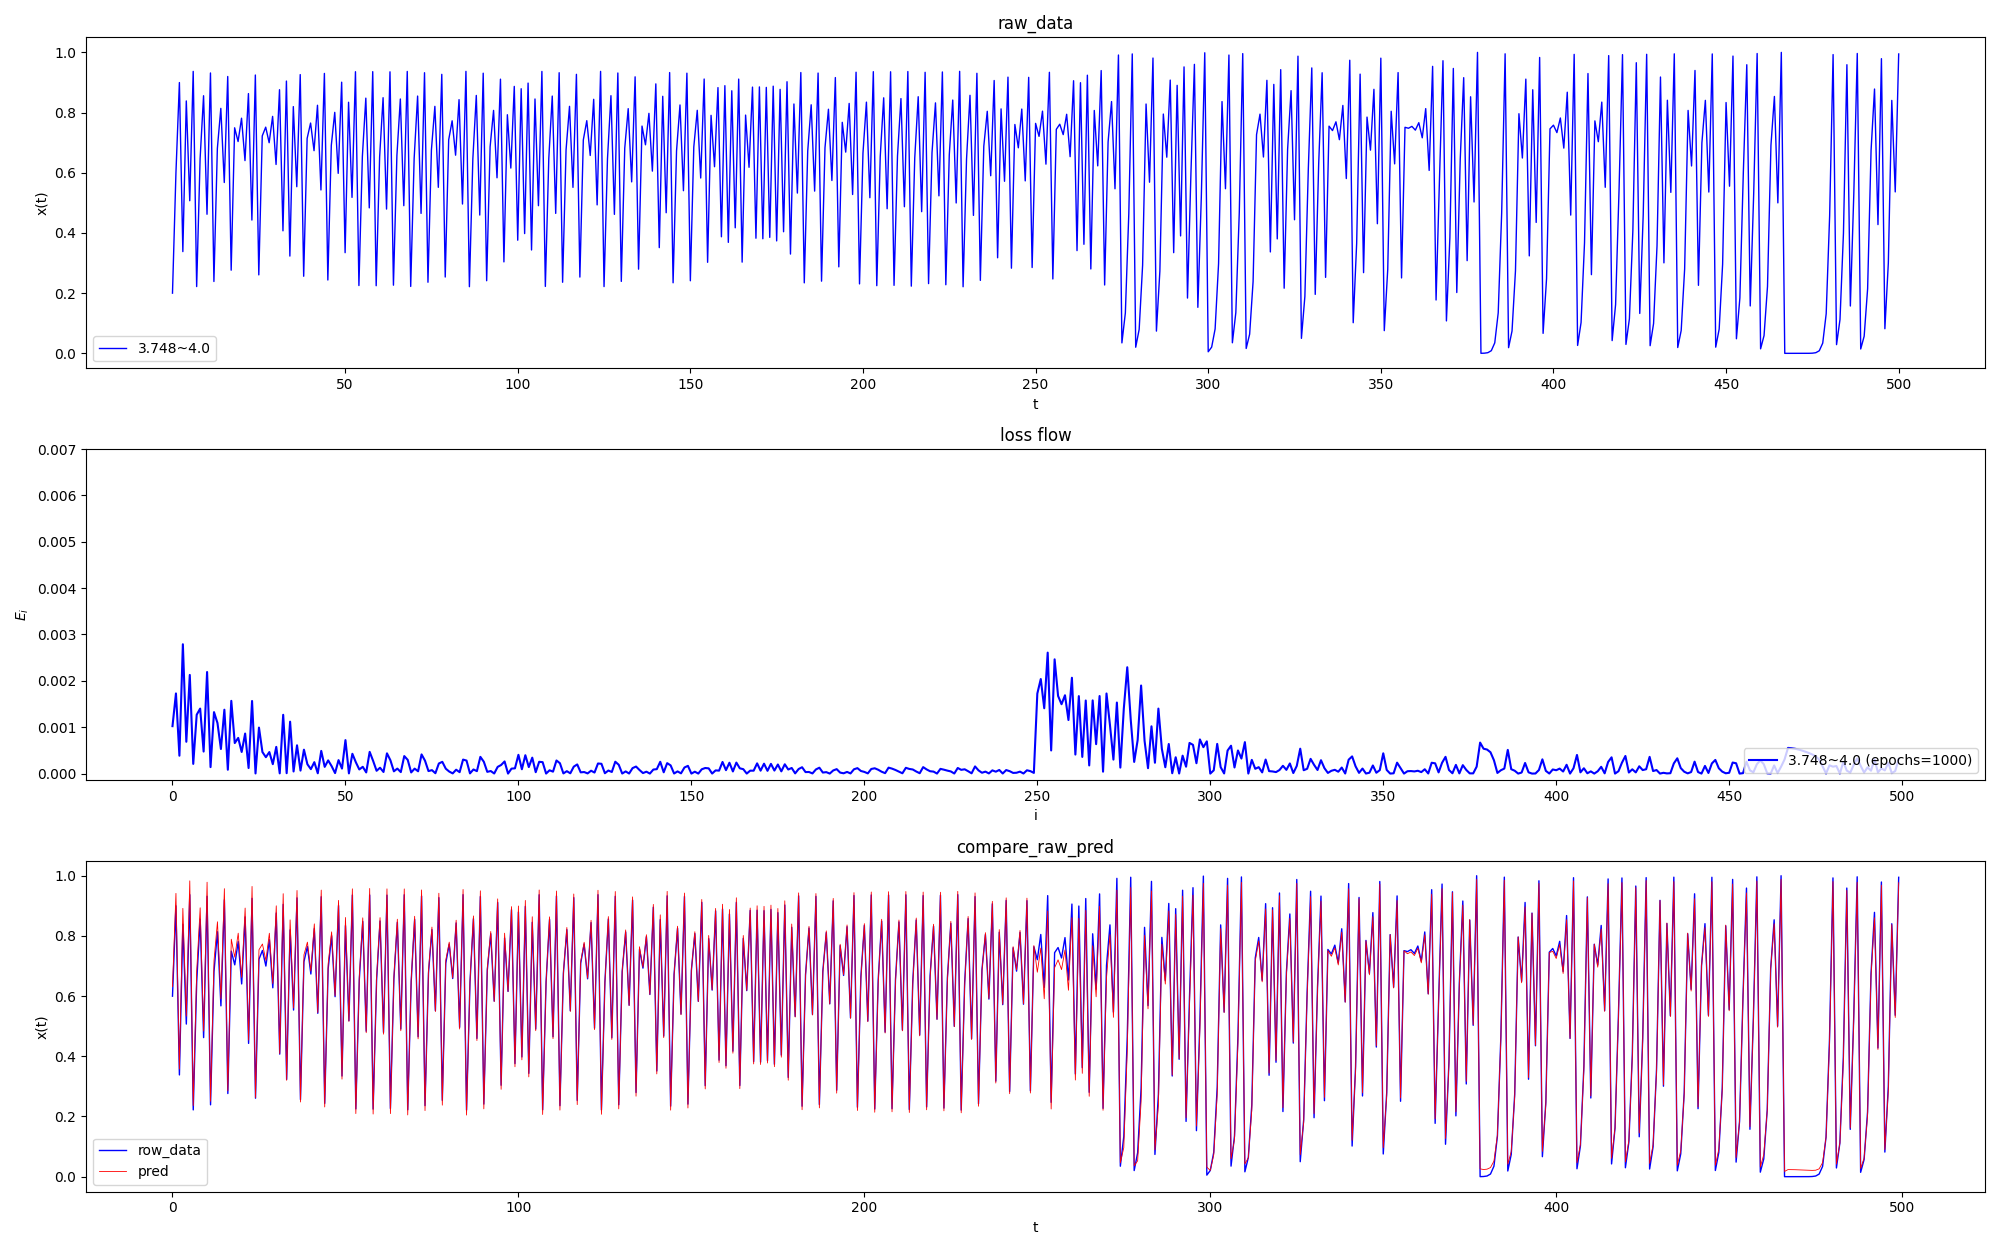 raw_data
1.0
0.8
0.6
0.4
0.2
0.0
x(t)
3.748~4.0
50 100 150 200 250 300 350 400 450 500
t
loss flow
0.007
0.006
0.005
0.004
0.003
0.002
0.001
0.000
E_i
3.748~4.0 (epochs=1000)
0 50 100 150 200 250 300 350 400 450 500
i
compare_raw_pred
1.0
0.8
0.6
0.4
0.2
0.0
x(t)
row_data
pred
0 100 200 300 400 500
t